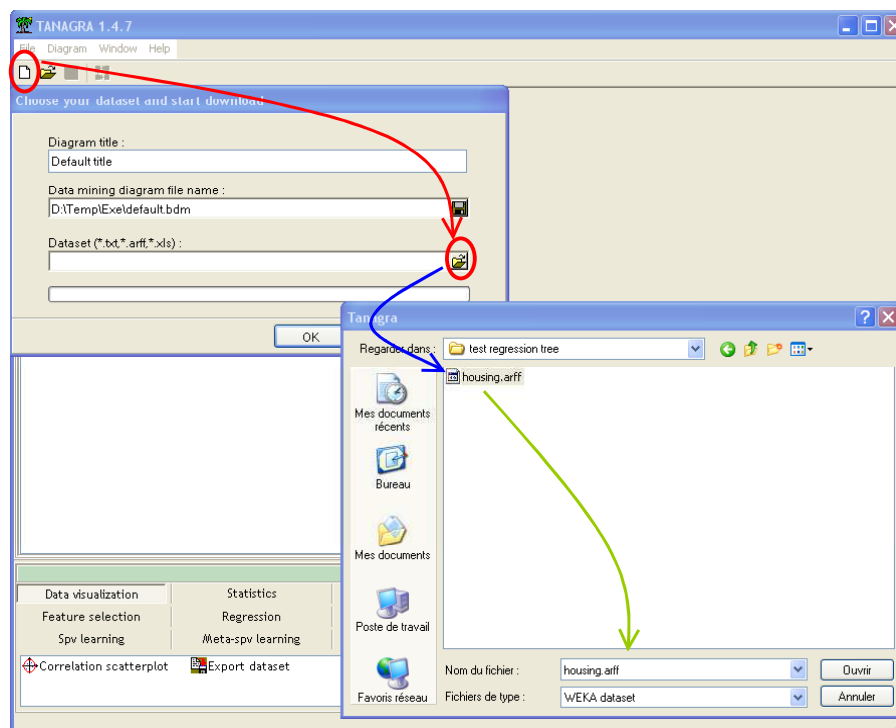 TANAGRA 1.4.7
File Diagram Window Help
Choose your dataset and start download
Diagram title :
Default title
Data mining diagram file name :
D:\Temp\Exe\default.bdm
Dataset (*.txt,*.arff,*.xls) :
OK
Tanagra
Regarder dans : test regression tree
housing.arff
Mes documents
récents
Bureau
Mes documents
Poste de travail
Favoris réseau
Nom du fichier : housing.arff Ouvrir
Fichiers de type : WEKA dataset Annuler
Data visualization Statistics
Feature selection Regression
Spv learning Meta-spv learning
Correlation scatterplot Export dataset